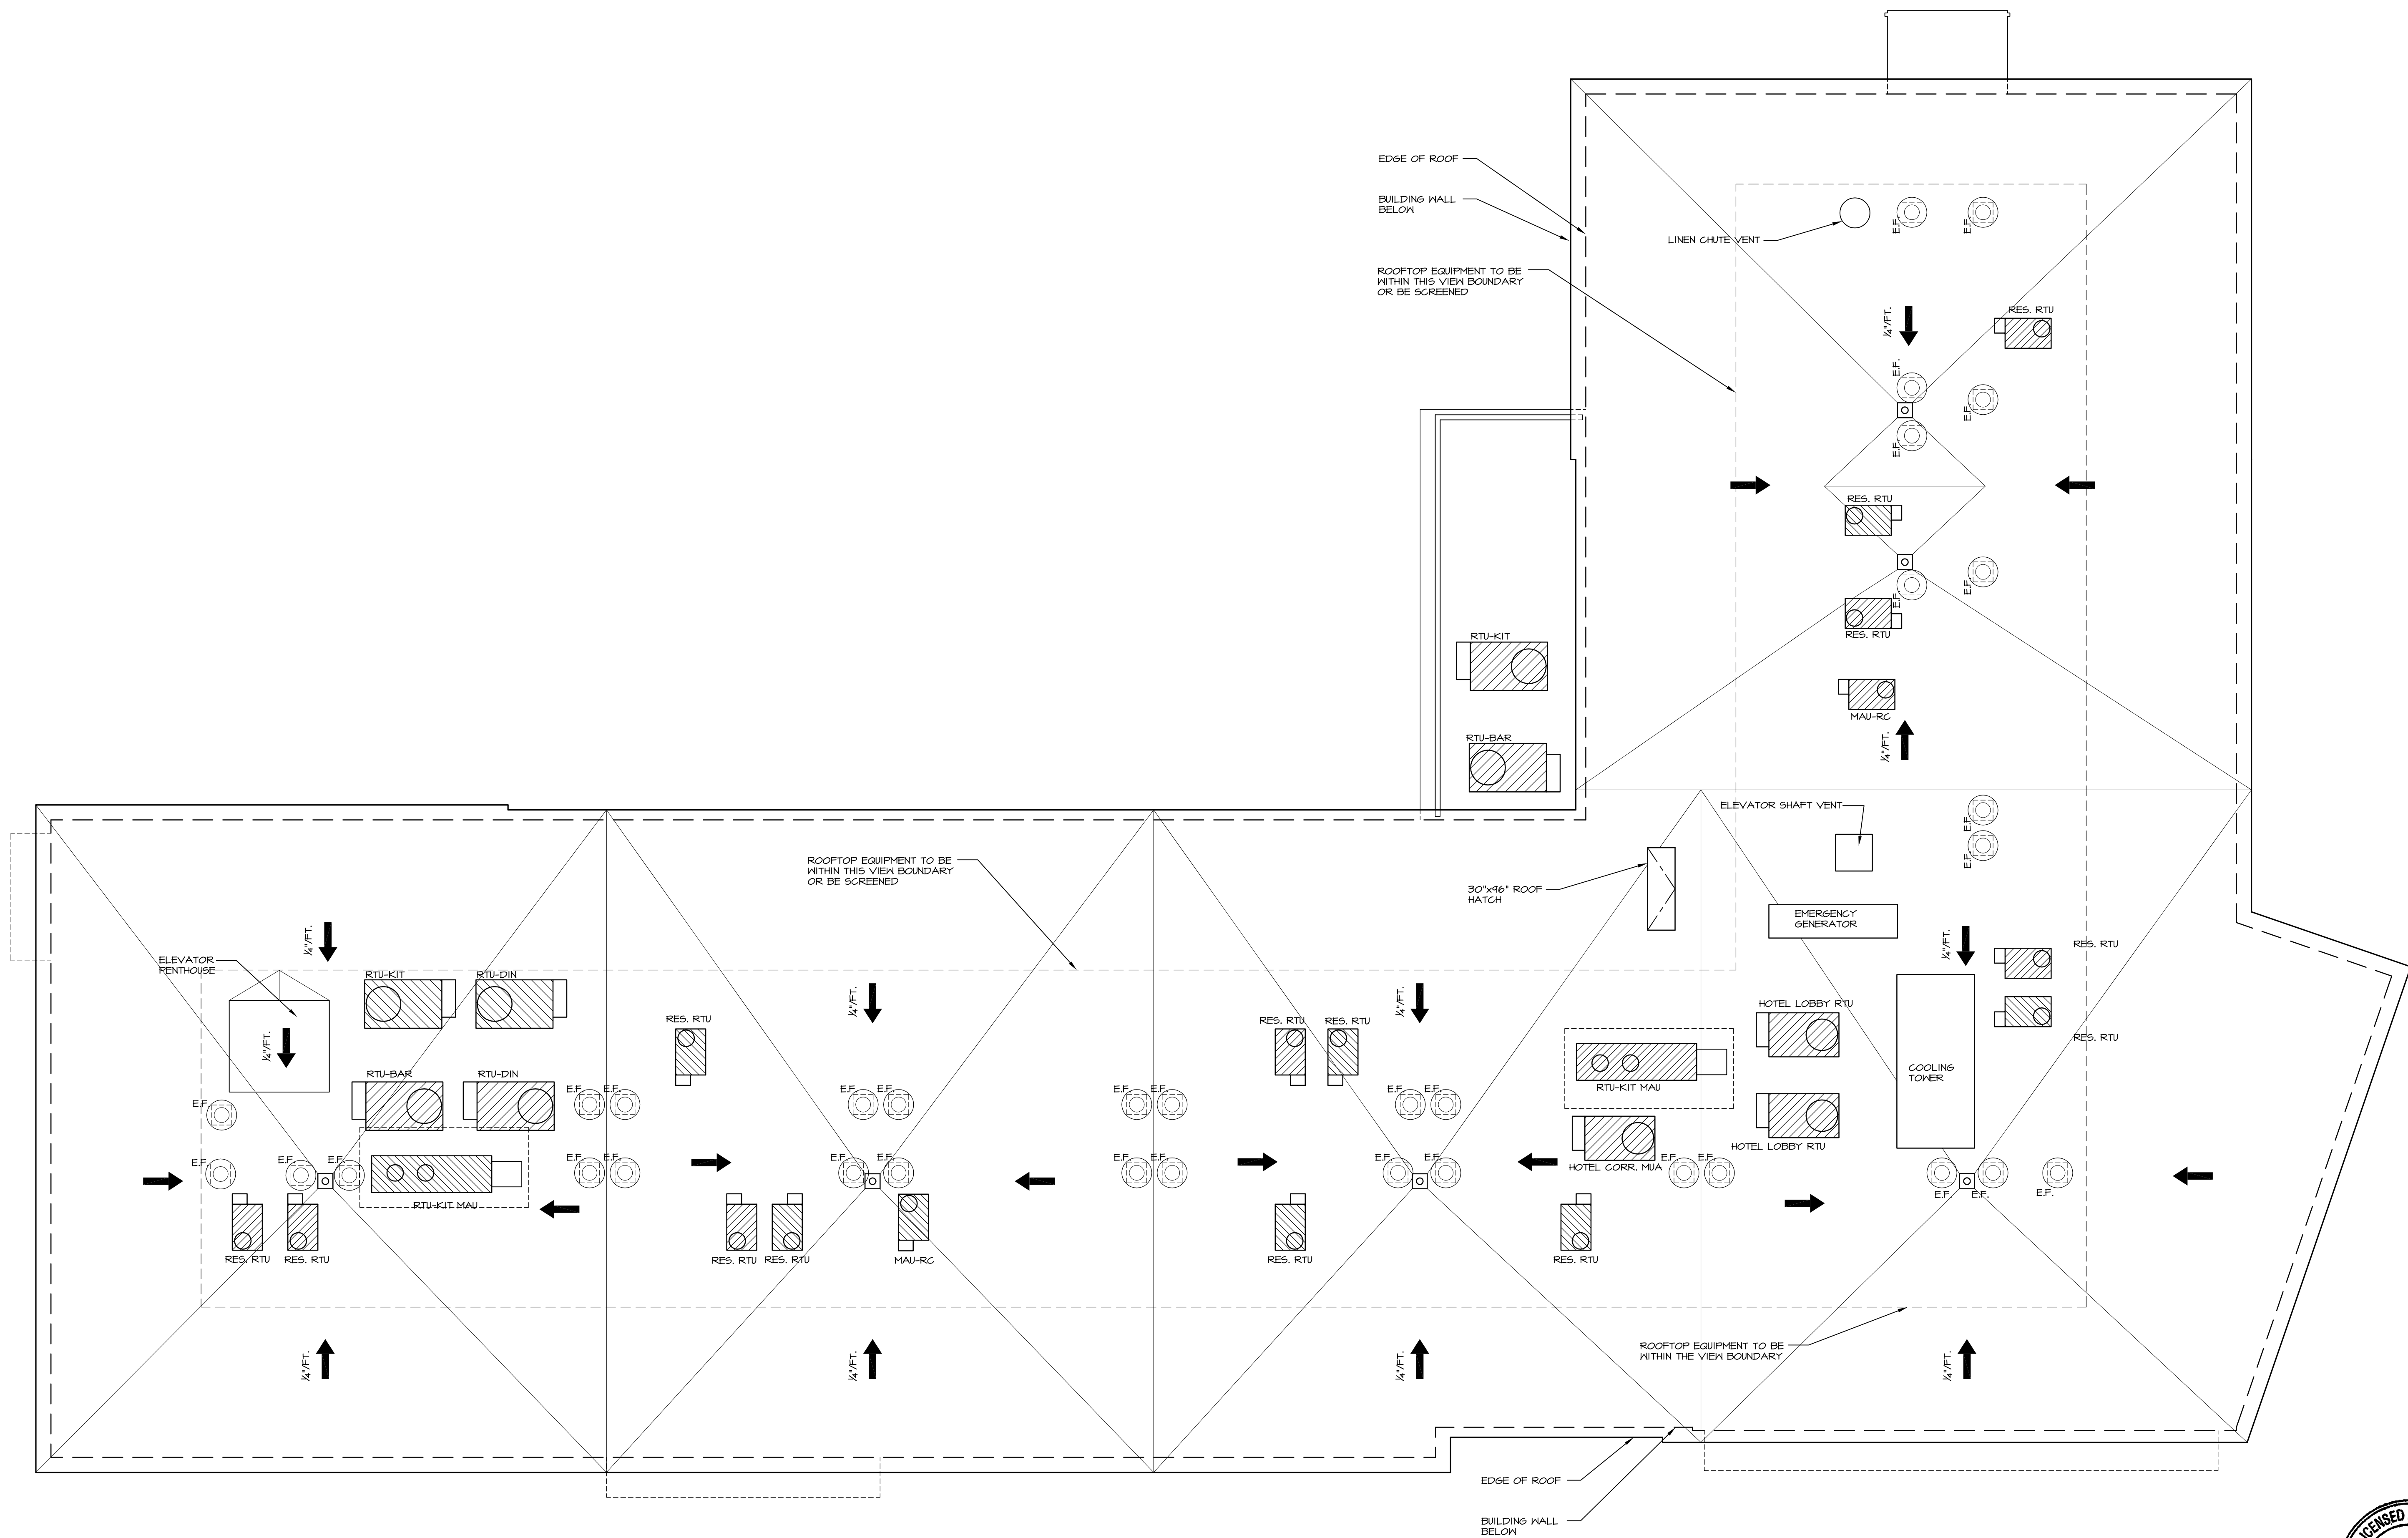 EDGE OF ROOF
BUILDING WALL
BELOW
ROOFTOP EQUIPMENT TO BE
WITHIN THIS VIEW BOUNDARY
OR BE SCREENED
LINEN CHUTE VENT
E.F.
E.F.
¼"/FT.
RES. RTU
E.F.
E.F.
E.F.
RES. RTU
E.F.
E.F.
RES. RTU
RTU-KIT
MAU-RC
RTU-BAR
¼"/FT.
ELEVATOR SHAFT VENT
E.F.
E.F.
ROOFTOP EQUIPMENT TO BE
WITHIN THIS VIEW BOUNDARY
OR BE SCREENED
30"x96" ROOF
HATCH
EMERGENCY
GENERATOR
¼"/FT.
¼"/FT.
RES. RTU
ELEVATOR
PENTHOUSE
RTU-KIT
RTU-DIN
¼"/FT.
¼"/FT.
¼"/FT.
RES. RTU
RES. RTU
RES. RTU
HOTEL LOBBY RTU
RES. RTU
¼"/FT.
RTU-BAR
RTU-DIN
RTU-KIT MAU
COOLING
TOWER
E.F.
E.F.
E.F.
E.F.
E.F.
E.F.
E.F.
E.F.
E.F.
HOTEL LOBBY RTU
E.F.
E.F.
E.F.
E.F.
E.F.
E.F.
E.F.
E.F.
E.F.
E.F.
E.F.
HOTEL CORR. MUA
E.F.
E.F.
E.F.
E.F.
E.F.
RTU-KIT MAU
RES. RTU
RES. RTU
RES. RTU
RES. RTU
MAU-RC
RES. RTU
RES. RTU
¼"/FT.
¼"/FT.
¼"/FT.
¼"/FT.
ROOFTOP EQUIPMENT TO BE
WITHIN THE VIEW BOUNDARY
EDGE OF ROOF
BUILDING WALL
BELOW